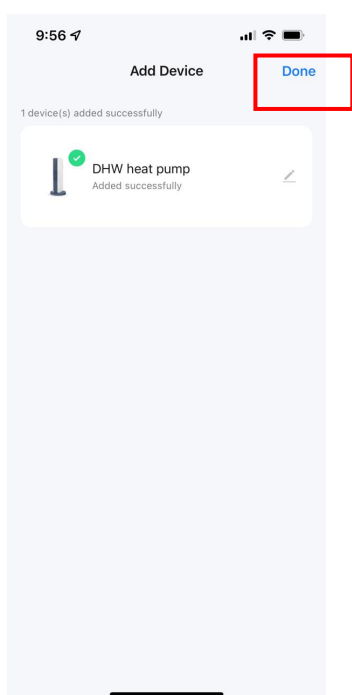 9:56
Add Device
Done
1 device(s) added successfully
DHW heat pump
Added successfully